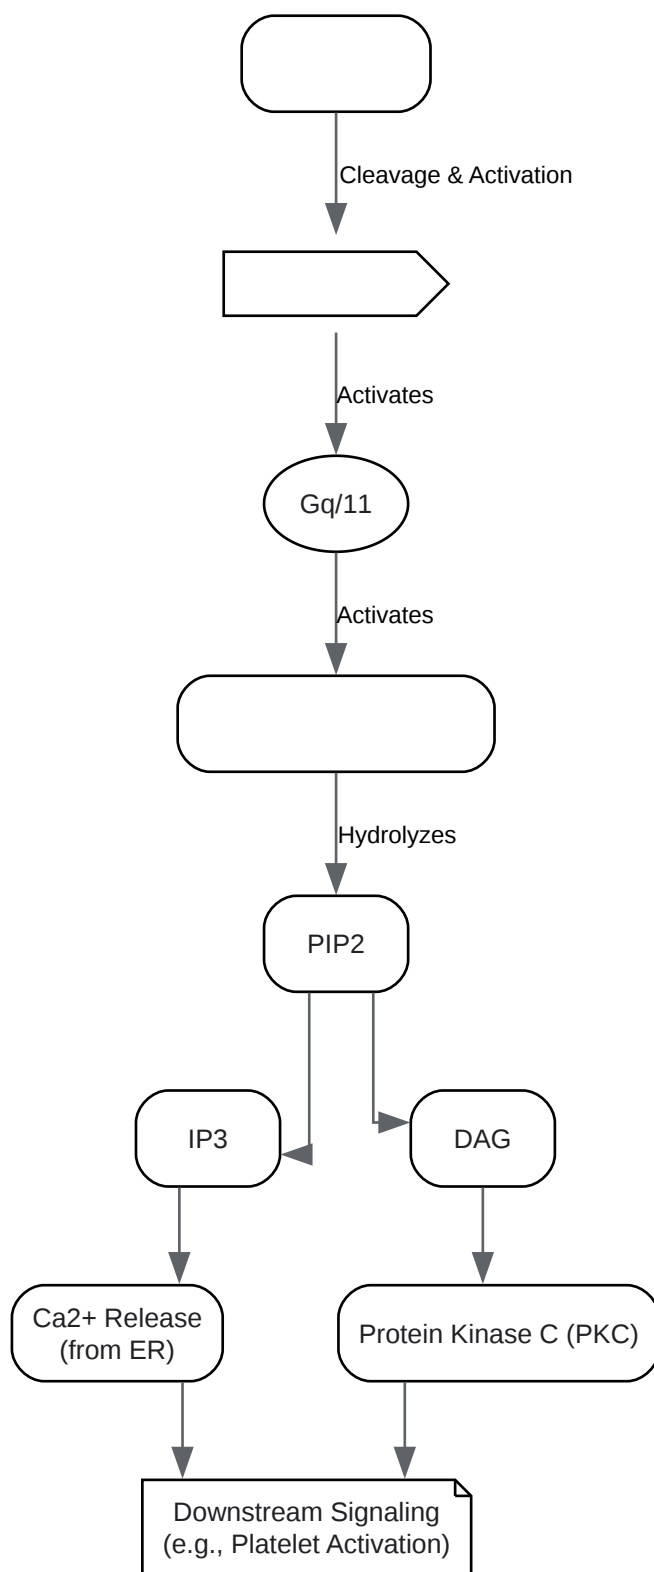 Cleavage & Activation
Activates
Gq/11
Activates
Hydrolyzes
PIP2
IP3
DAG
Ca2+ Release
(from ER)
Protein Kinase C (PKC)
Downstream Signaling
(e.g., Platelet Activation)